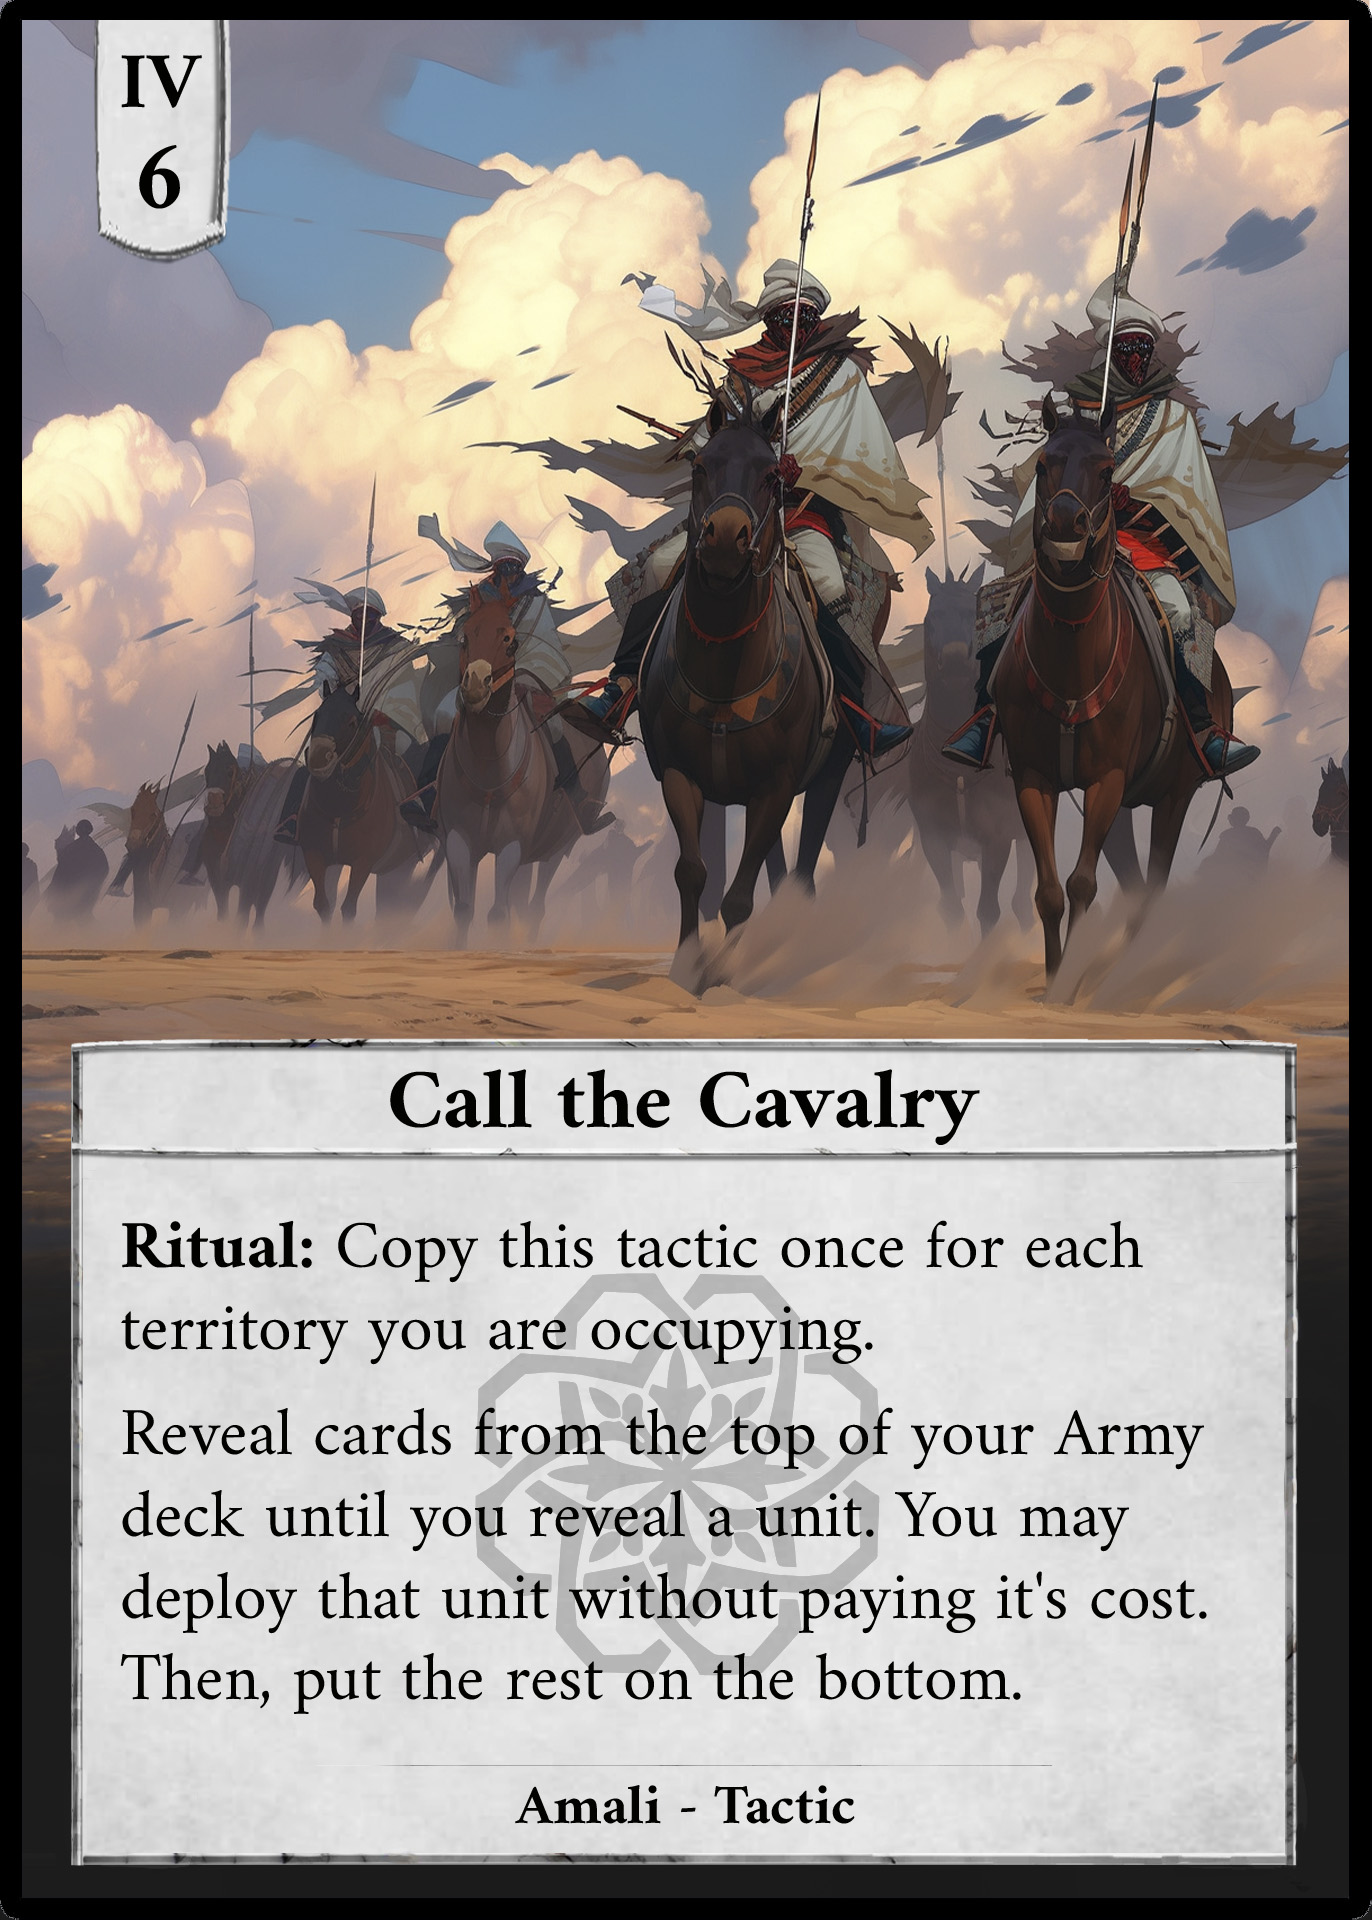 IV
6
Call the Cavalry
Ritual: Copy this tactic once for each
territory you are occupying.
Reveal cards from the top of your Army
deck until you reveal a unit. You may
deploy that unit without paying it's cost.
Then, put the rest on the bottom.
Amali - Tactic